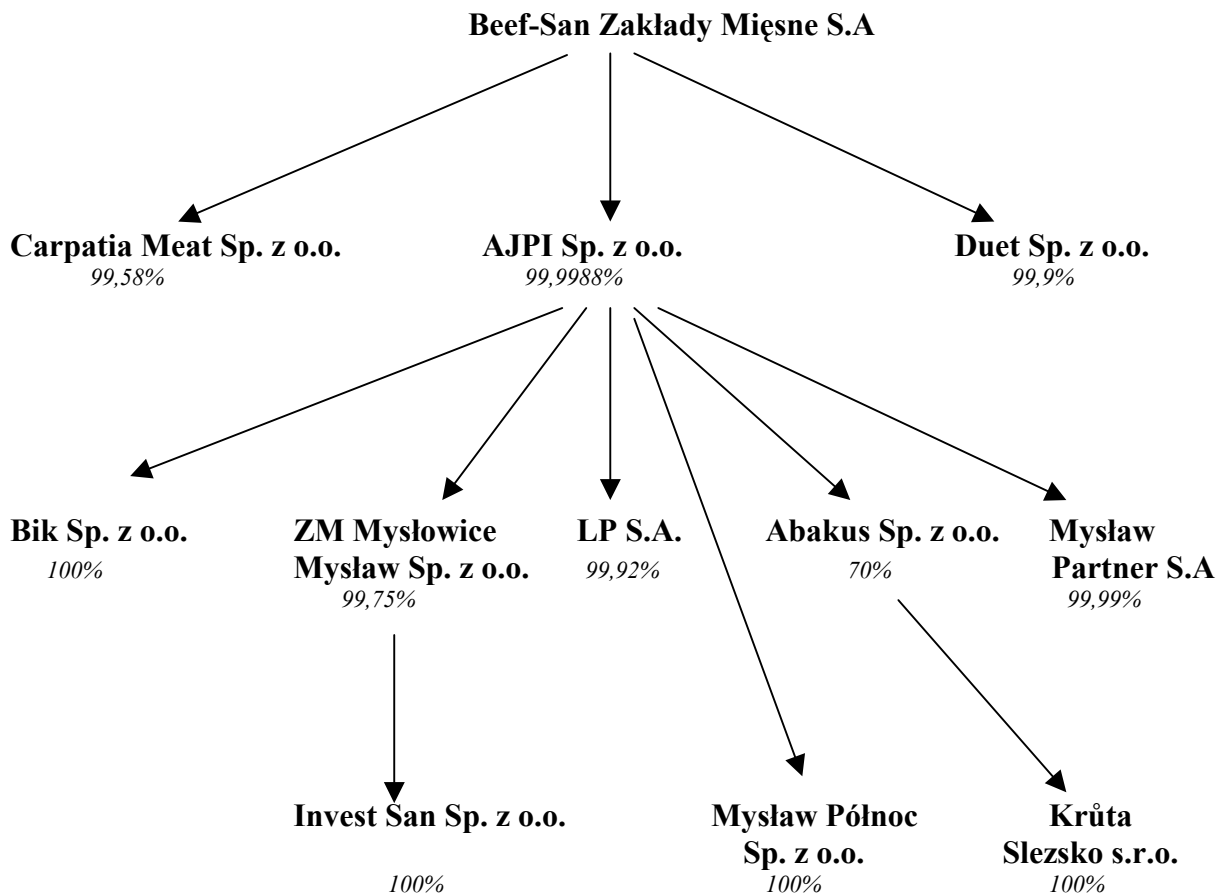 Beef-San Zakłady Mięsne S.A
Carpatia Meat Sp. z o.o.
99,58%
AJPI Sp. z o.o.
99,9988%
Duet Sp. z o.o.
99,9%
Bik Sp. z o.o.
100%
ZM Mysłowice
Mysław Sp. z o.o.
99,75%
LP S.A.
99,92%
Abakus Sp. z o.o.
70%
Mysław
Partner S.A
99,99%
Invest San Sp. z o.o.
100%
Mysław Północ
Sp. z o.o.
100%
Krůta
Slezsko s.r.o.
100%